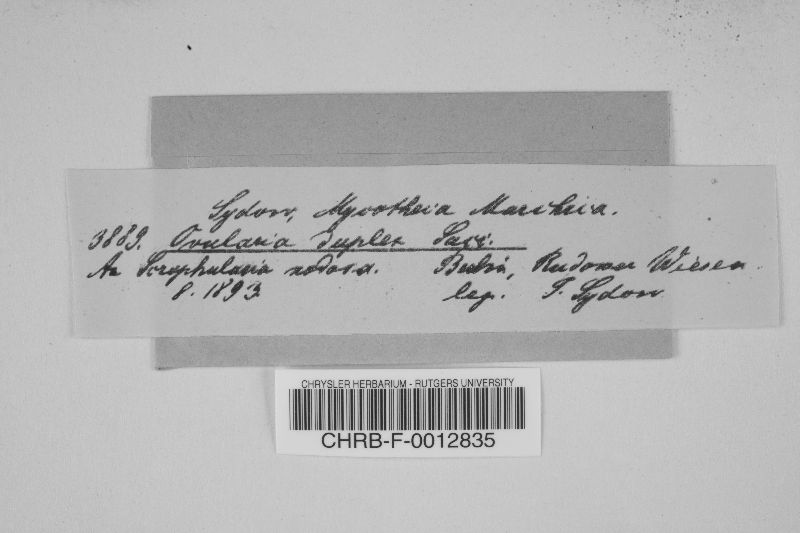 Sydow, Mycotheca Marchica.
3889. Ovularia duplex Sacc.
An Scrophularia nodosa. Berlin, Rudower Wiesen.
8. 1893 leg. P. Sydow
CHRYSLER HERBARIUM - RUTGERS UNIVERSITY
CHRB-F-0012835